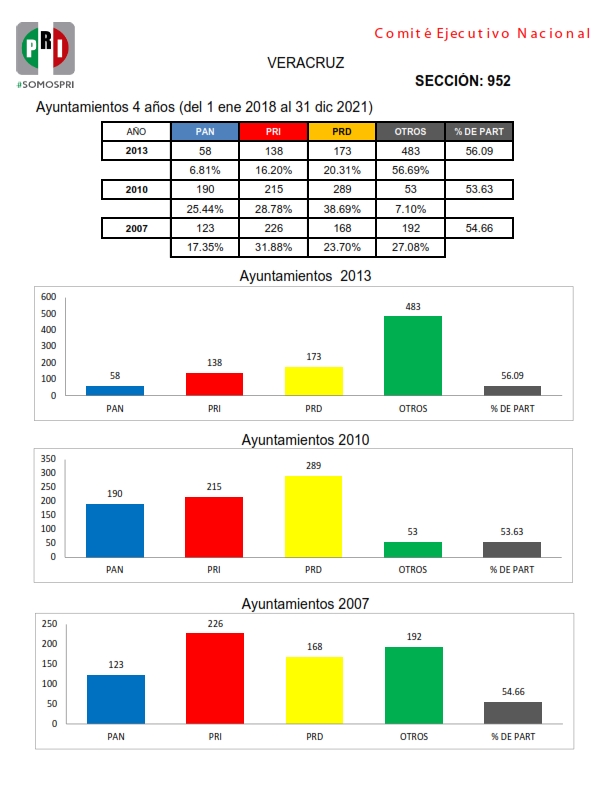 PRI
#SOMOSPRI
Comité Ejecutivo Nacional
VERACRUZ
SECCIÓN: 952
Ayuntamientos 4 años (del 1 ene 2018 al 31 dic 2021)
AÑO PAN PRI PRD OTROS % DE PART
2013 58 138 173 483 56.09
6.81% 16.20% 20.31% 56.69%
2010 190 215 289 53 53.63
25.44% 28.78% 38.69% 7.10%
2007 123 226 168 192 54.66
17.35% 31.88% 23.70% 27.08%
Ayuntamientos 2013
600
500
400
300
200
100
0
58 138 173 483 56.09
PAN PRI PRD OTROS % DE PART
Ayuntamientos 2010
350
300
250
200
150
100
50
0
190 215 289 53 53.63
PAN PRI PRD OTROS % DE PART
Ayuntamientos 2007
250
200
150
100
50
0
123 226 168 192 54.66
PAN PRI PRD OTROS % DE PART